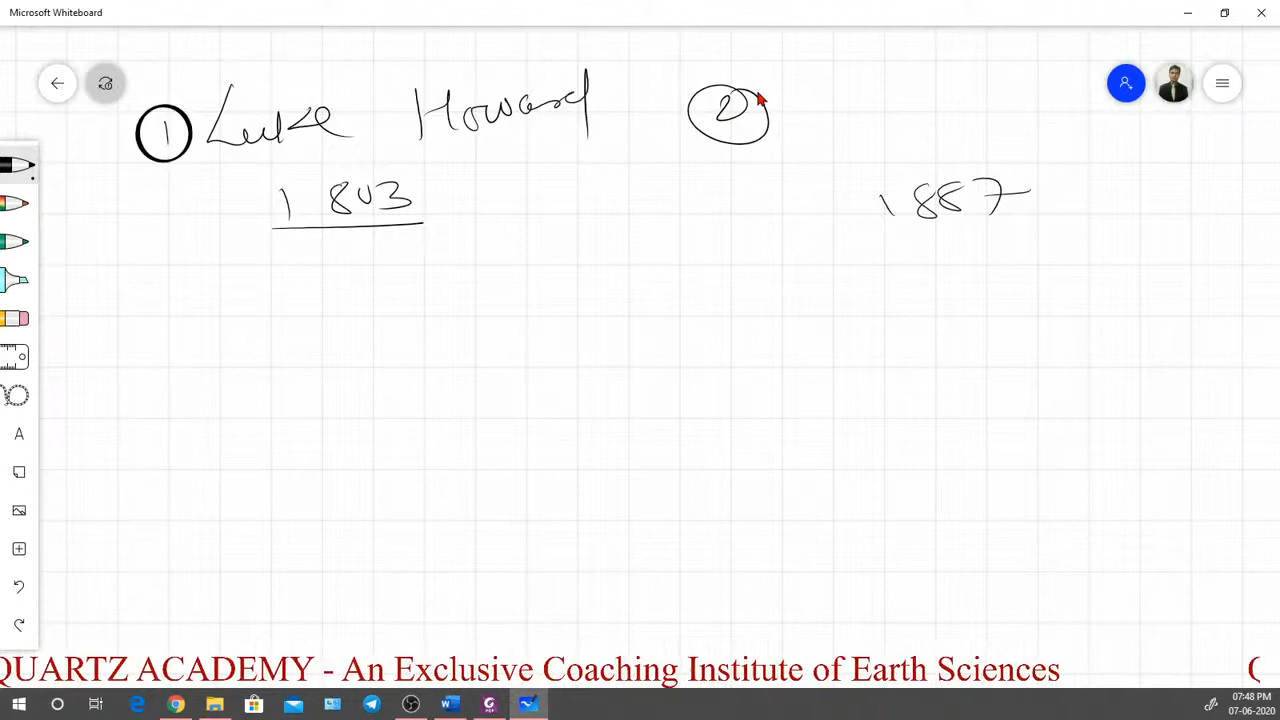 Microsoft Whiteboard
1 Luke Howard
2
1803
1887
A
QUARTZ ACADEMY - An Exclusive Coaching Institute of Earth Sciences (
07:48 PM
07-06-2020